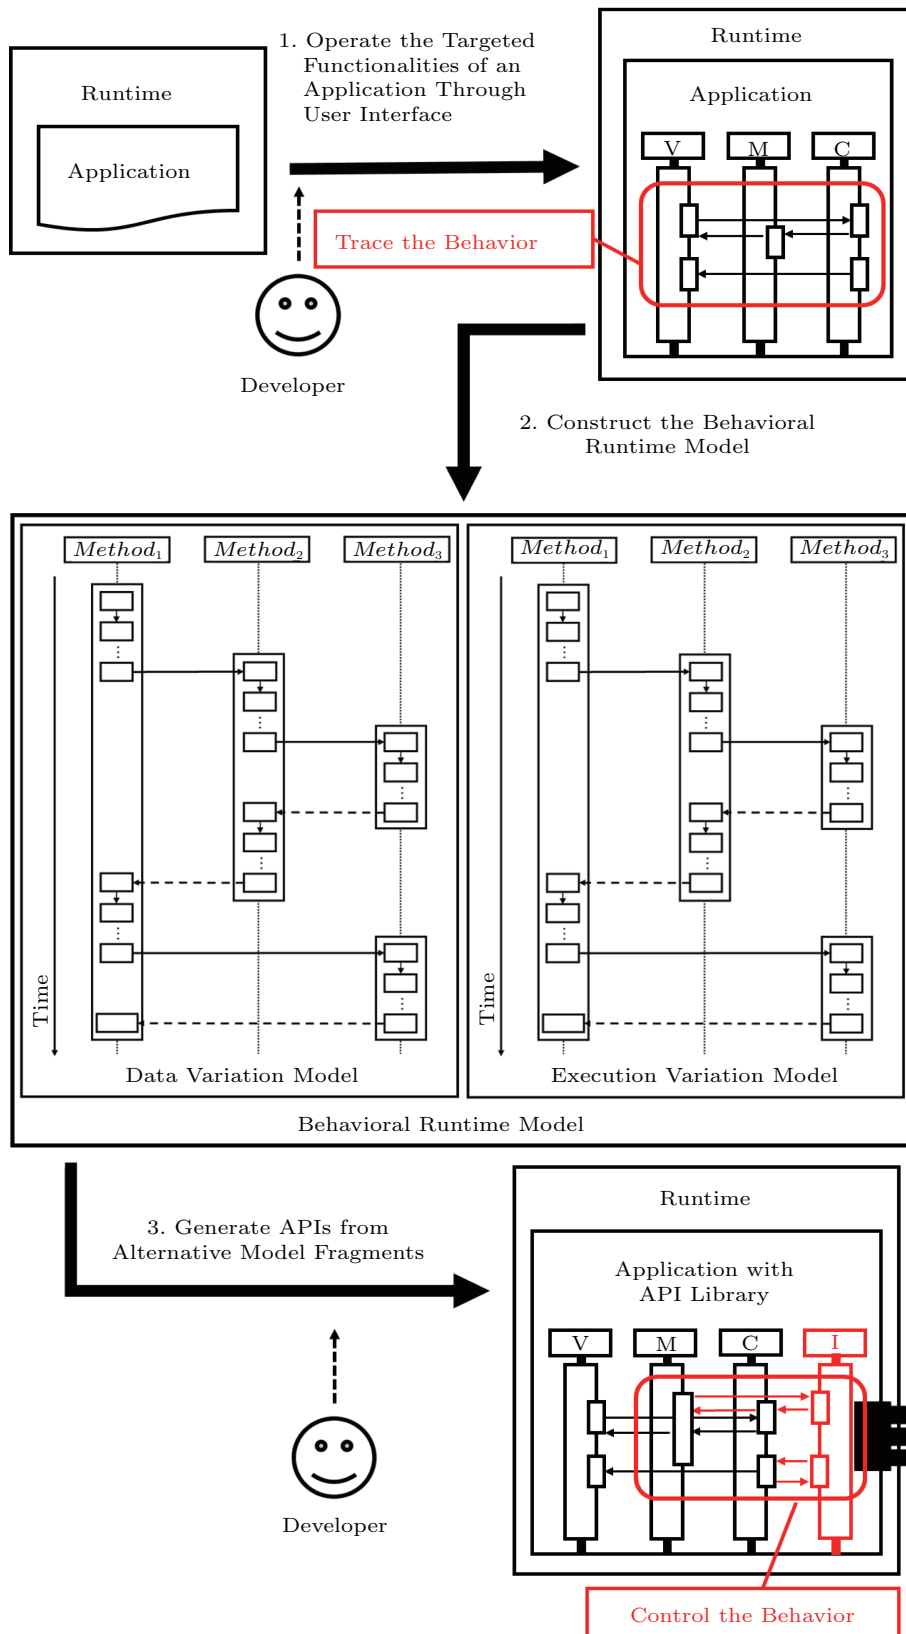 Runtime
Application
1. Operate the Targeted
Functionalities of an
Application Through
User Interface
Runtime
Application
V M C
Trace the Behavior
Developer
2. Construct the Behavioral
Runtime Model
Method1 Method2 Method3
Time
Data Variation Model
Method1 Method2 Method3
Time
Execution Variation Model
Behavioral Runtime Model
3. Generate APIs from
Alternative Model Fragments
Developer
Runtime
Application with
API Library
V M C I
Control the Behavior